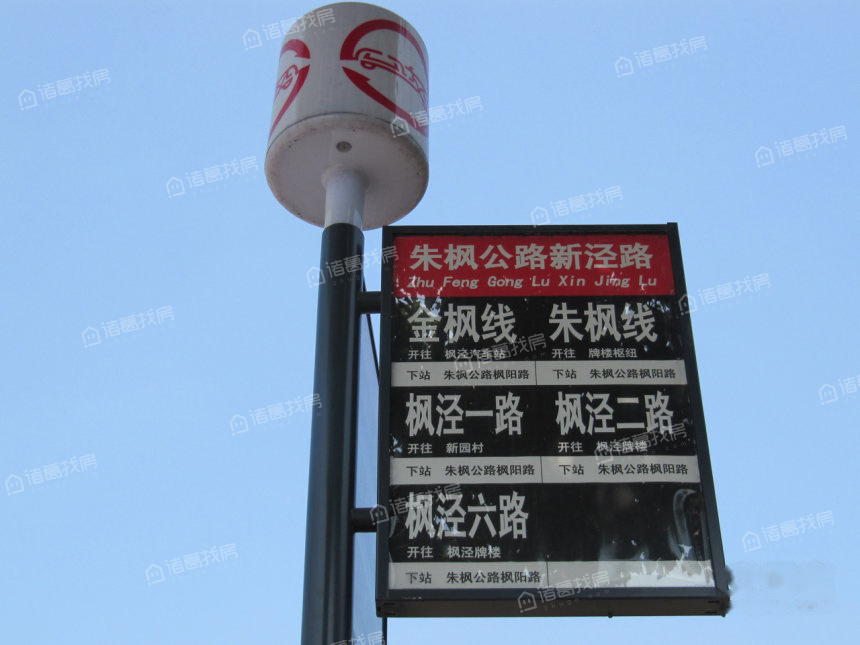 朱枫公路新泾路
Zhu Feng Gong Lu Xin Jing Lu
金枫线 朱枫线
开往 枫泾汽车站 开往 牌楼枢纽
下站 朱枫公路枫阳路 下站 朱枫公路枫阳路
枫泾一路 枫泾二路
开往 新园村 开往 枫泾牌楼
下站 朱枫公路枫阳路 下站 朱枫公路枫阳路
枫泾六路
开往 枫泾牌楼
下站 朱枫公路枫阳路
诸葛找房